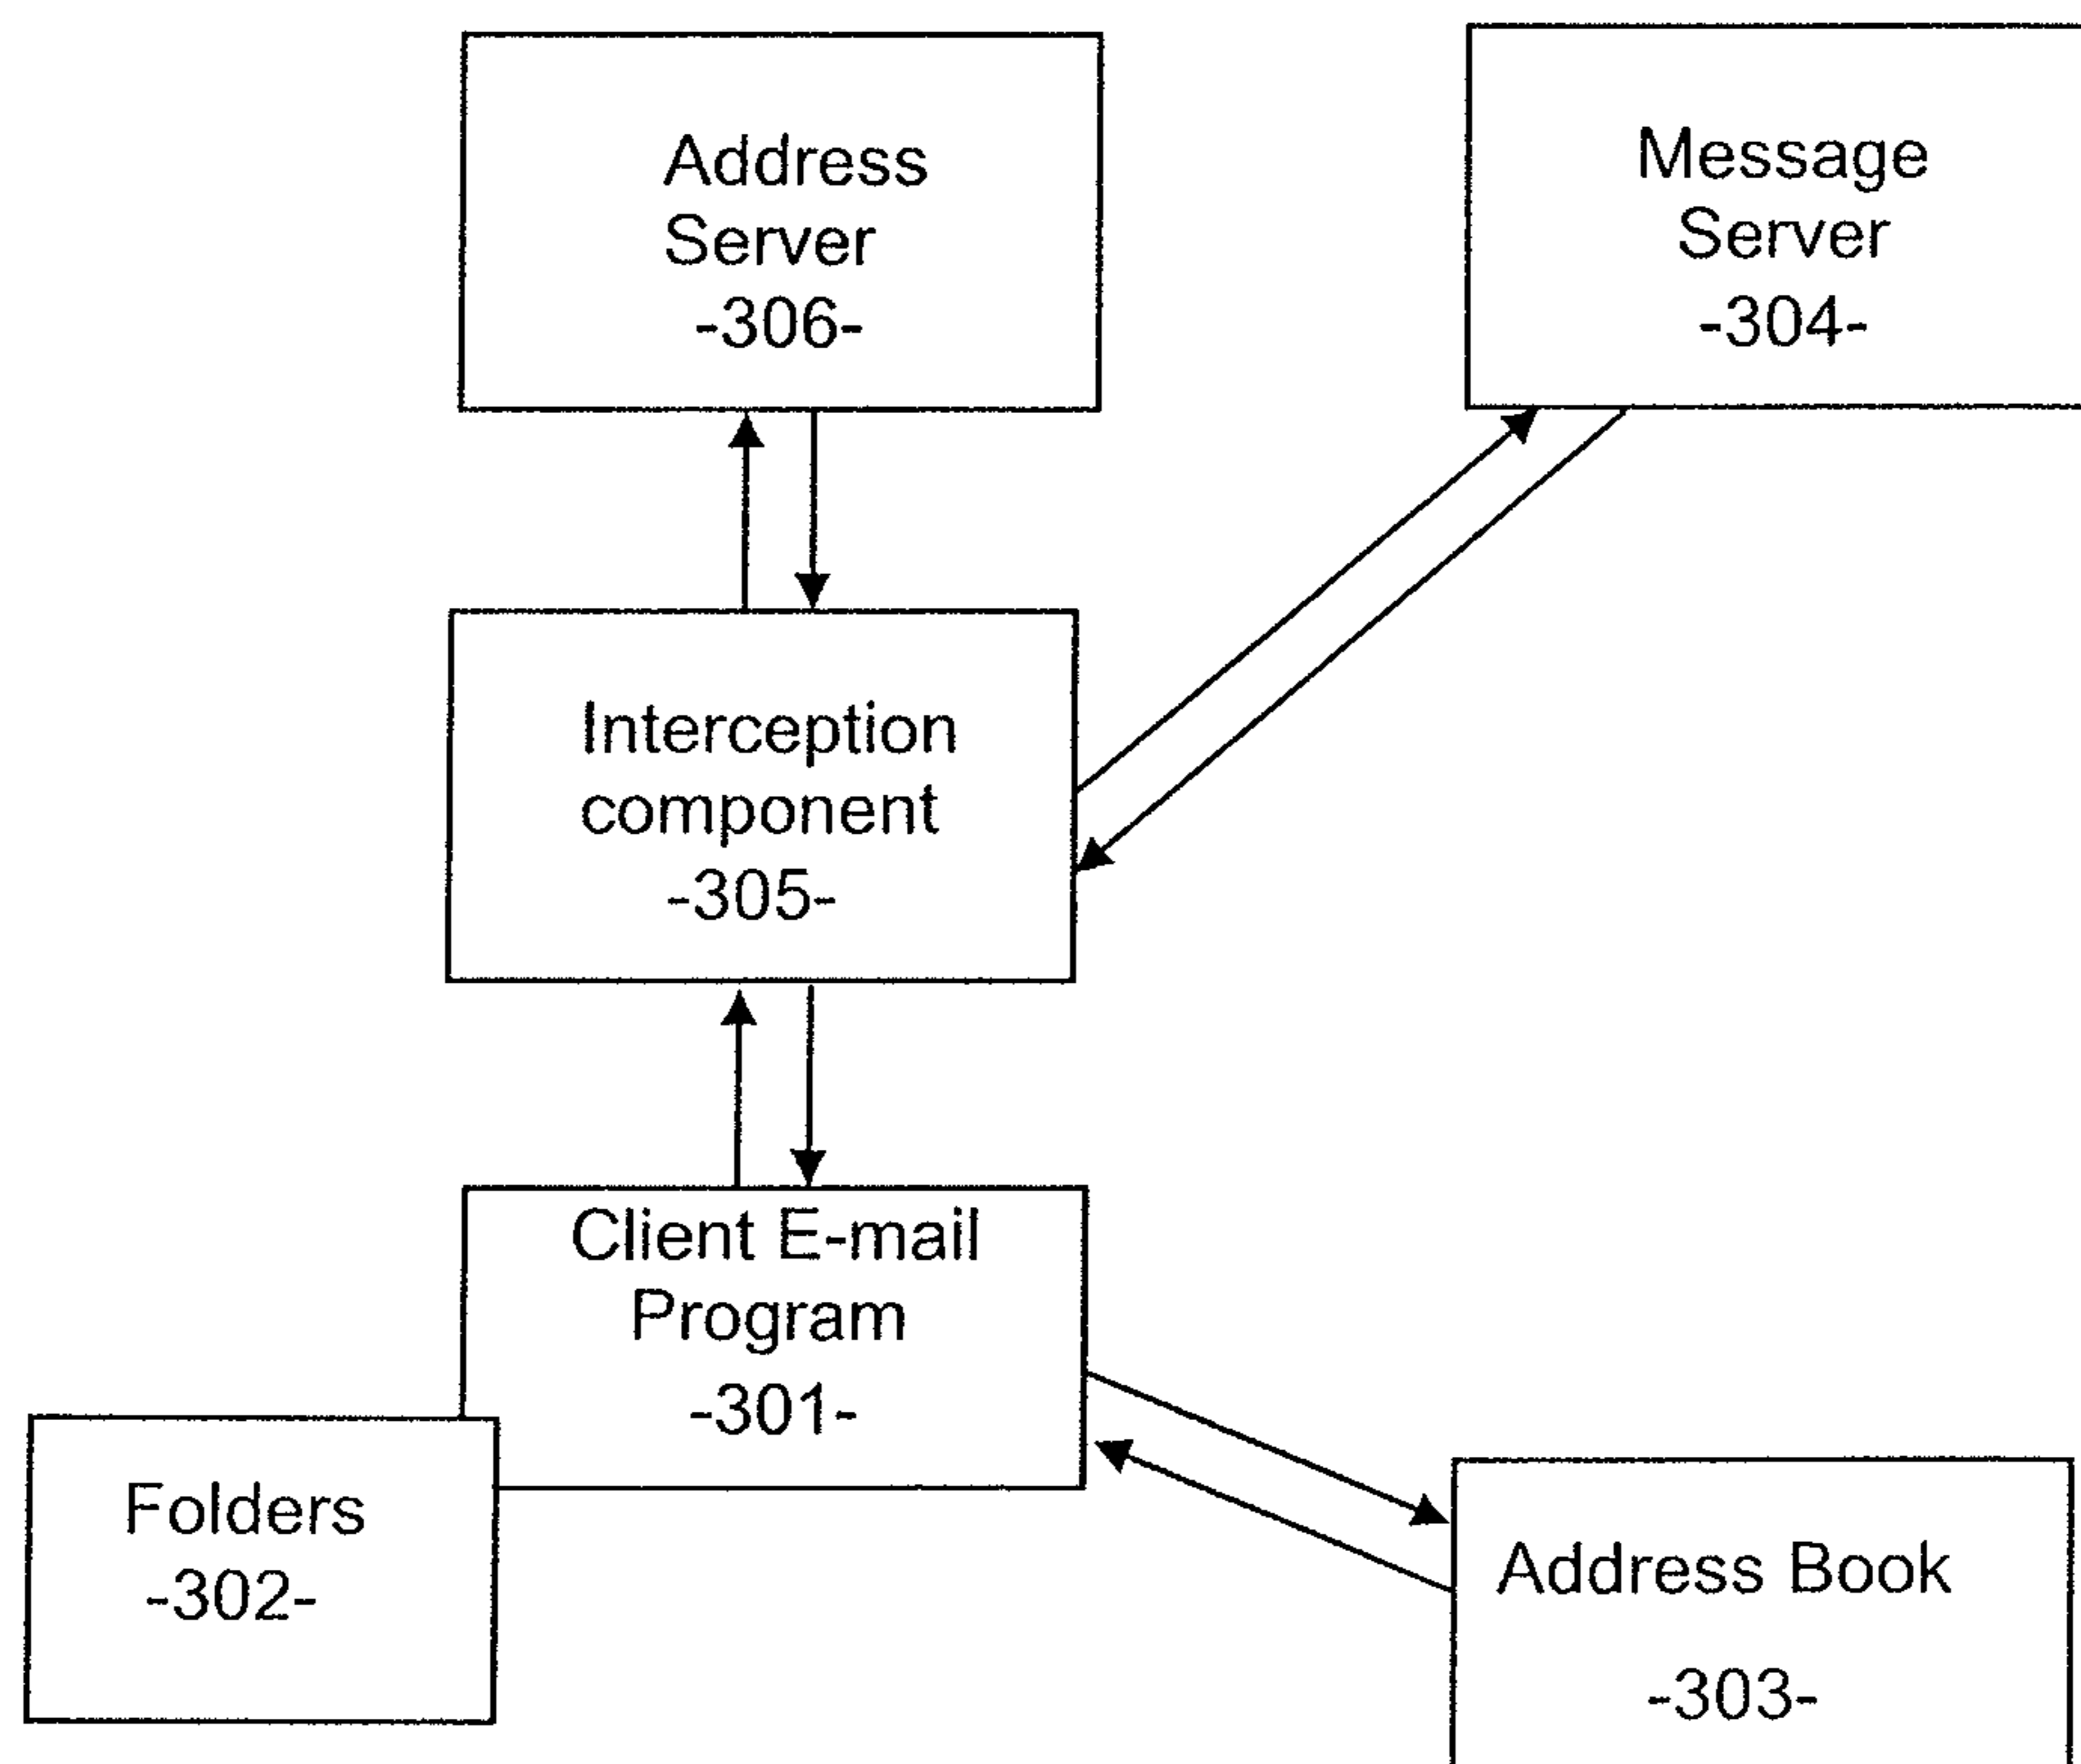 Address
Server
-306-
Message
Server
-304-
Interception
component
-305-
Client E-mail
Program
-301-
Folders
-302-
Address Book
-303-